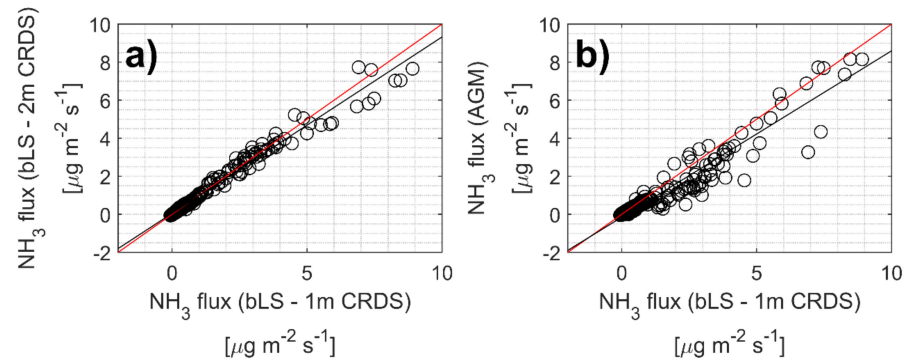 a)
10
8
6
4
2
0
-2
0
5
10
NH₃ flux (bLS - 2m CRDS)
[μg m⁻² s⁻¹]
NH₃ flux (bLS - 1m CRDS)
[μg m⁻² s⁻¹]
b)
10
8
6
4
2
0
-2
0
5
10
NH₃ flux (AGM)
[μg m⁻² s⁻¹]
NH₃ flux (bLS - 1m CRDS)
[μg m⁻² s⁻¹]